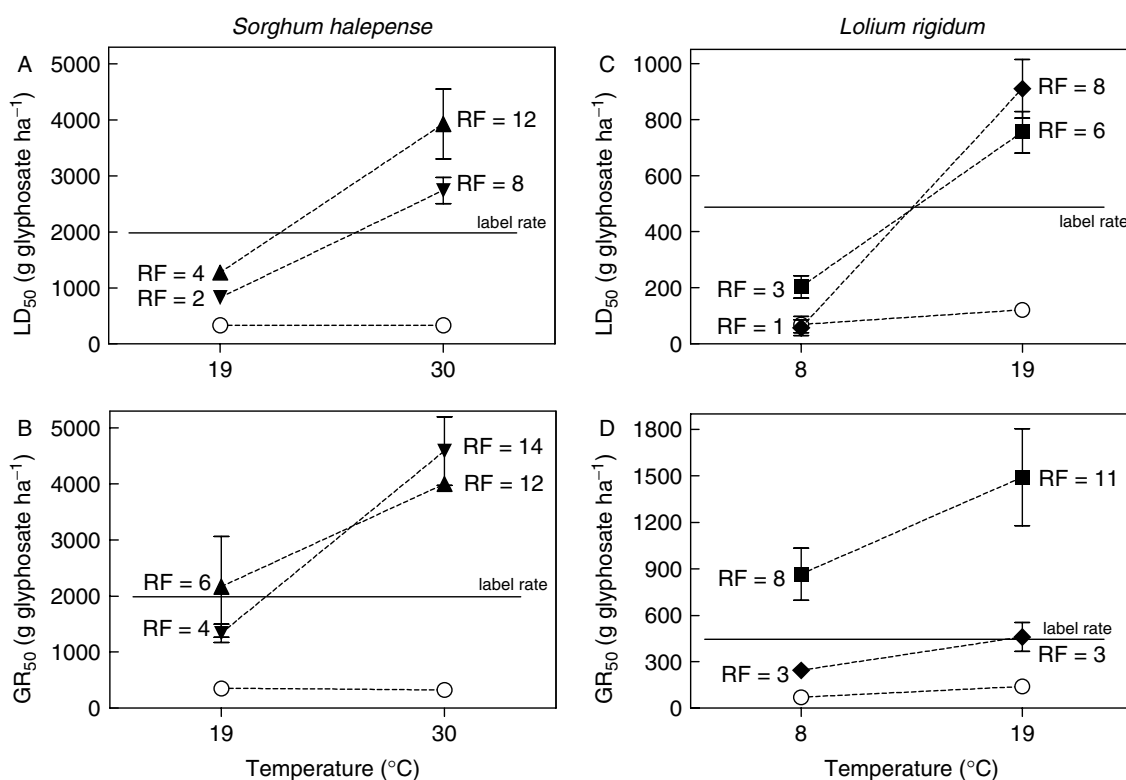 Sorghum halepense
Lolium rigidum
A
LD50 (g glyphosate ha−1)
5000
4000
3000
2000
1000
0
RF = 12
RF = 8
label rate
RF = 4
RF = 2
19
30
C
LD50 (g glyphosate ha−1)
1000
800
600
400
200
0
RF = 8
RF = 6
label rate
RF = 3
RF = 1
8
19
B
GR50 (g glyphosate ha−1)
5000
4000
3000
2000
1000
0
RF = 14
RF = 12
RF = 6
label rate
RF = 4
19
30
Temperature (°C)
D
GR50 (g glyphosate ha−1)
1800
1500
1200
900
600
300
0
RF = 11
RF = 8
label rate
RF = 3
RF = 3
8
19
Temperature (°C)